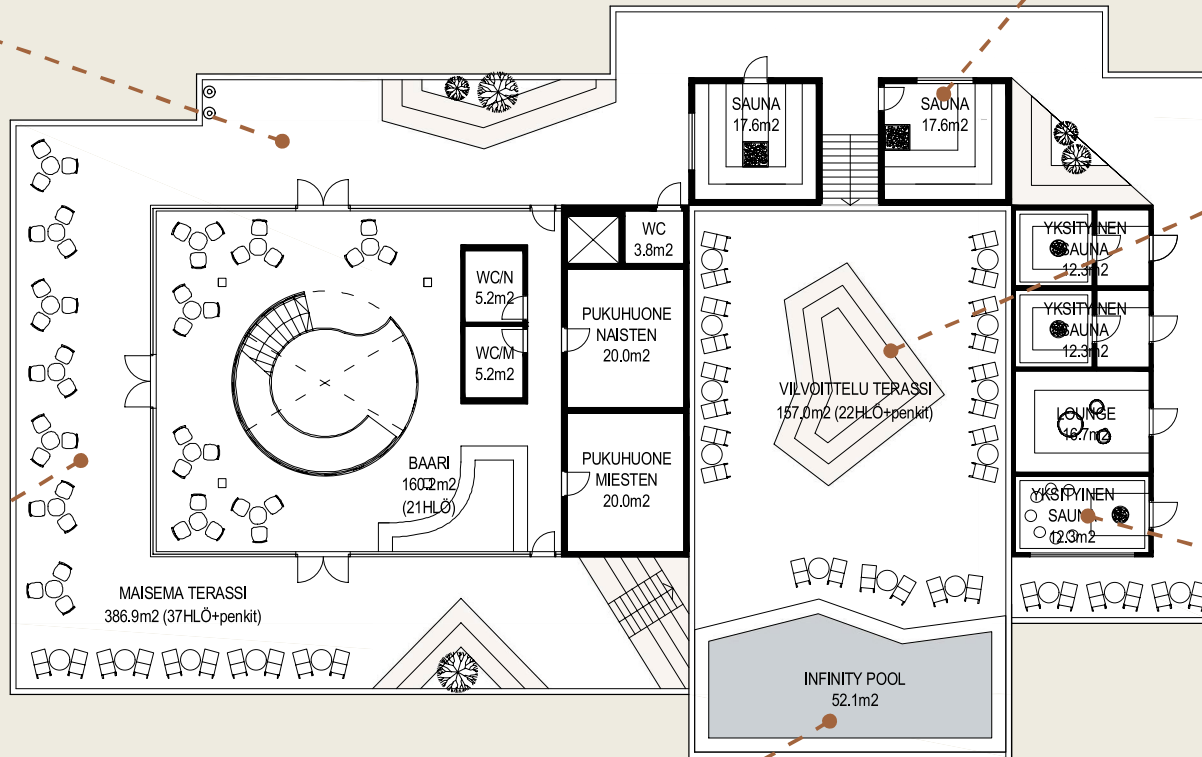 SAUNA
17.6m2
SAUNA
17.6m2
WC
3.8m2
YKSITYINEN
SAUNA
12.3m2
WC/N
5.2m2
PUKUHUONE
NAISTEN
20.0m2
YKSITYINEN
SAUNA
12.3m2
WC/M
5.2m2
VILVOITTELU TERASSI
157.0m2 (22HLÖ+penkit)
LOUNGE
16.7m2
BAARI
160.2m2
(21HLÖ)
PUKUHUONE
MIESTEN
20.0m2
YKSITYINEN
SAUNA
12.3m2
MAISEMA TERASSI
386.9m2 (37HLÖ+penkit)
INFINITY POOL
52.1m2